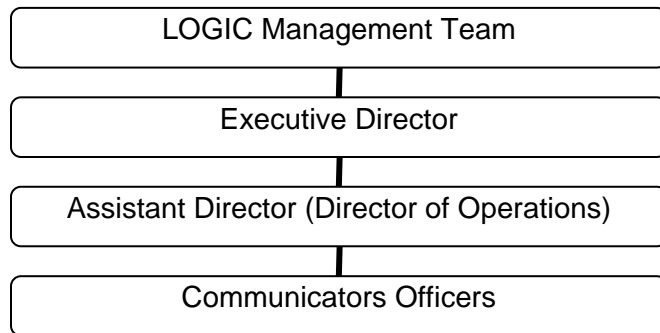 LOGIC Management Team
Executive Director
Assistant Director (Director of Operations)
Communicators Officers